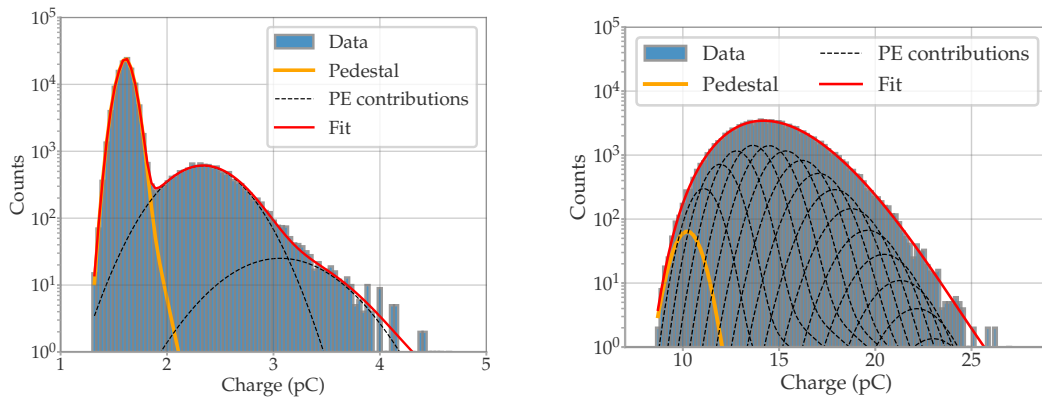 10^5
10^4
10^3
10^2
10^1
10^0
Counts
Data
Pedestal
PE contributions
Fit
1 2 3 4 5
Charge (pC)
10^5
10^4
10^3
10^2
10^1
10^0
Counts
Data PE contributions
Pedestal Fit
10 15 20 25
Charge (pC)